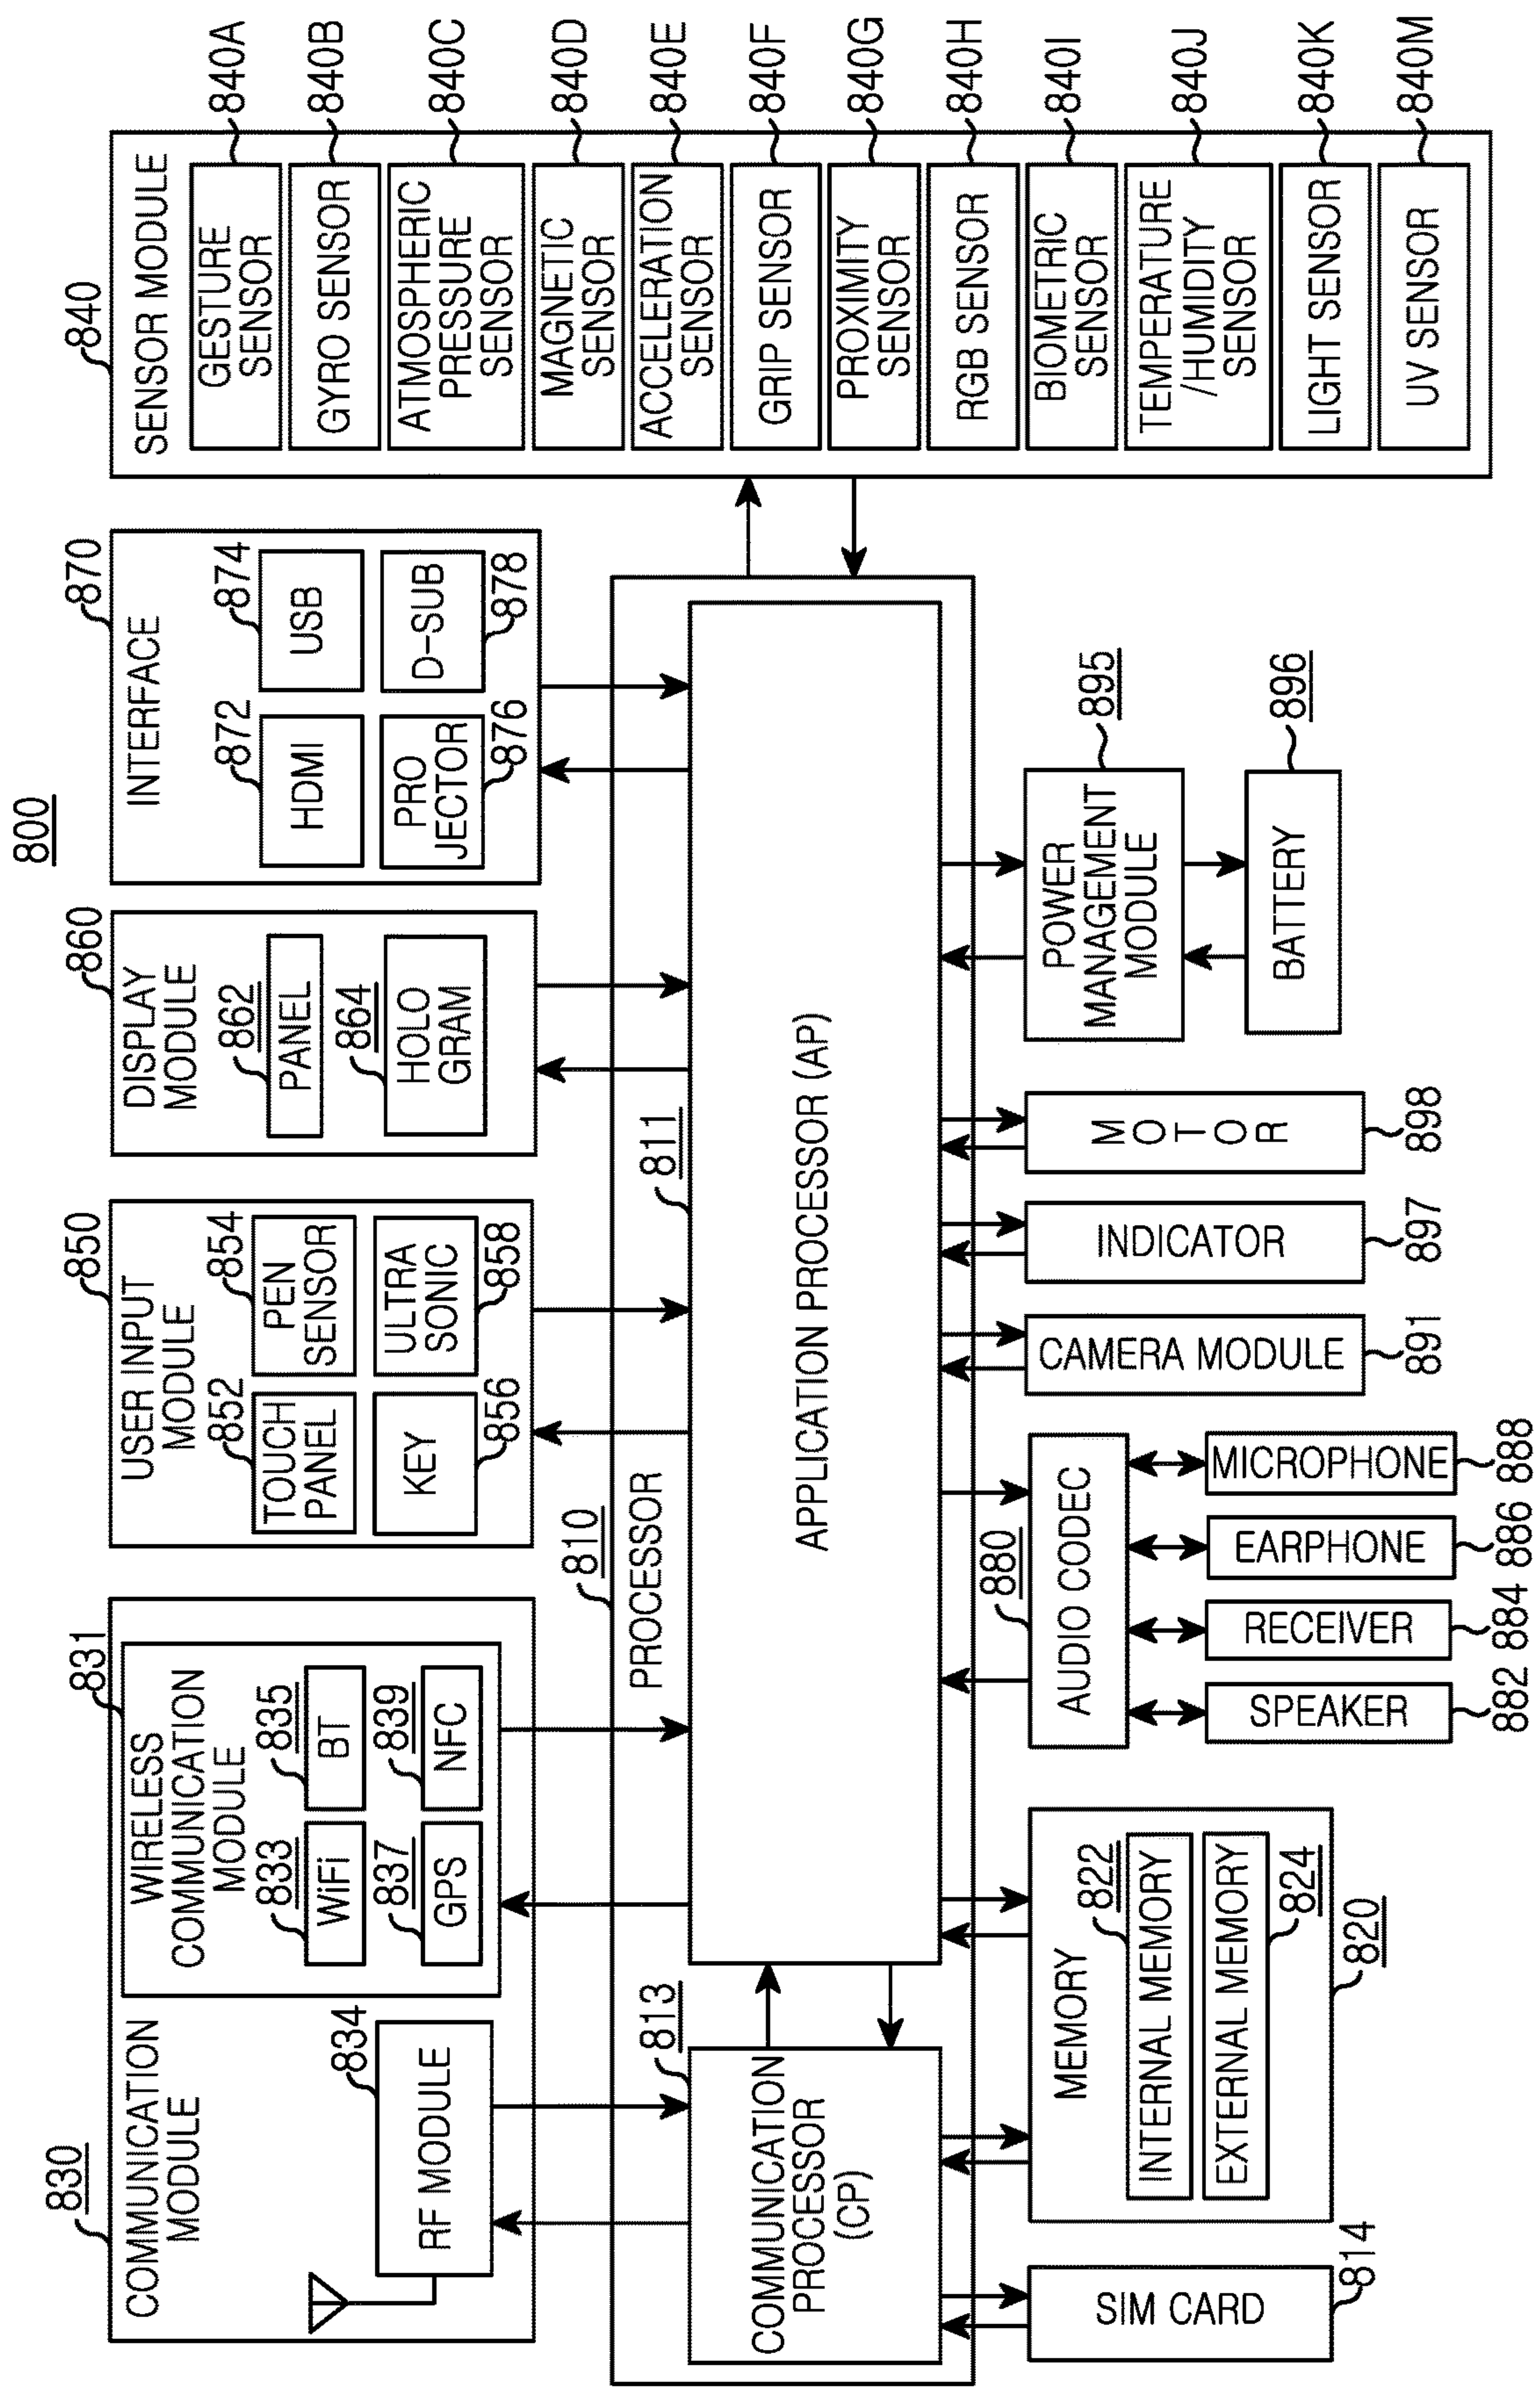 800
830
COMMUNICATION
MODULE
834
RF MODULE
831
WIRELESS
COMMUNICATION
MODULE
833
WiFi
835
BT
837
GPS
839
NFC
850
USER INPUT
MODULE
852
TOUCH
PANEL
854
PEN
SENSOR
KEY
856
ULTRA
SONIC
858
860
DISPLAY
MODULE
862
PANEL
864
HOLO
GRAM
870
INTERFACE
872
HDMI
874
USB
PRO
JECTOR
876
D-SUB
878
840
SENSOR MODULE
GESTURE
SENSOR
840A
GYRO SENSOR
840B
ATMOSPHERIC
PRESSURE
SENSOR
840C
MAGNETIC
SENSOR
840D
ACCELERATION
SENSOR
840E
GRIP SENSOR
840F
PROXIMITY
SENSOR
840G
RGB SENSOR
840H
BIOMETRIC
SENSOR
840I
TEMPERATURE
/HUMIDITY
SENSOR
840J
LIGHT SENSOR
840K
UV SENSOR
840M
810
PROCESSOR
811
APPLICATION PROCESSOR (AP)
813
COMMUNICATION
PROCESSOR
(CP)
SIM CARD
814
MEMORY
822
INTERNAL MEMORY
EXTERNAL MEMORY
824
820
880
AUDIO CODEC
SPEAKER
882
RECEIVER
884
EARPHONE
886
MICROPHONE
888
CAMERA MODULE
891
INDICATOR
897
MOTOR
898
POWER
MANAGEMENT
MODULE
895
BATTERY
896